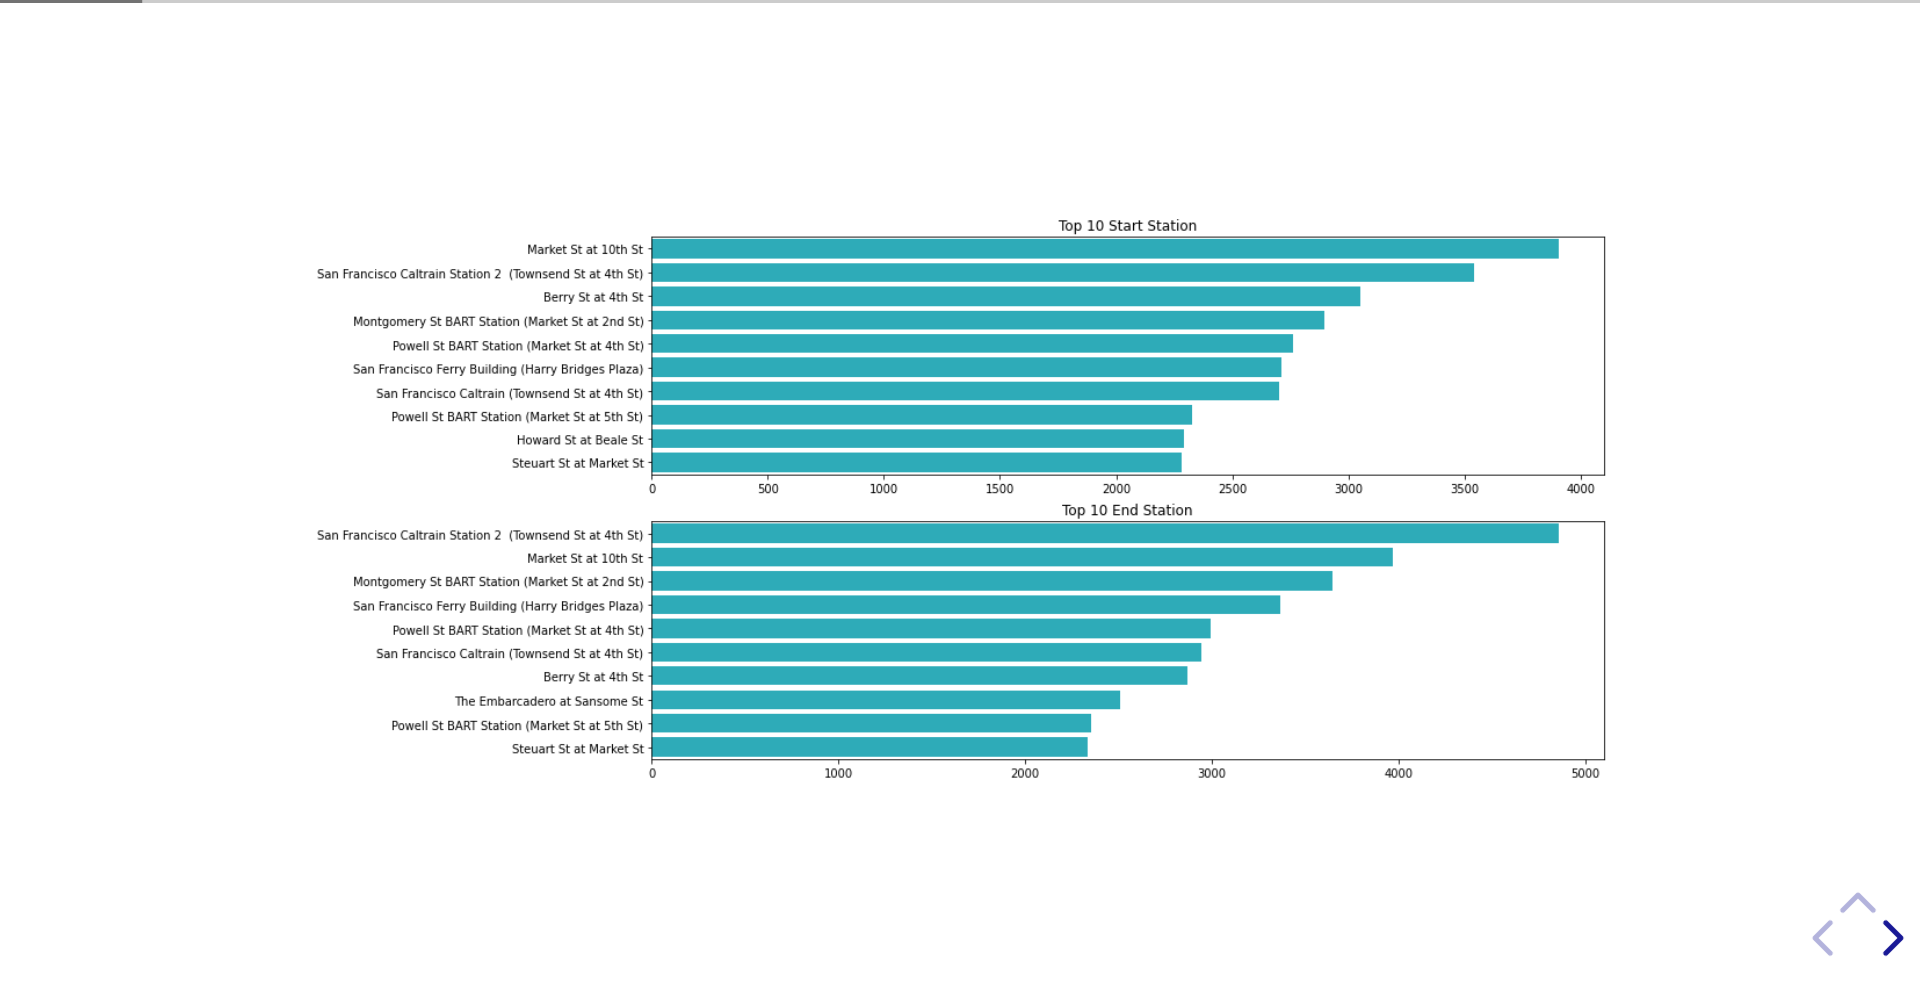 Top 10 Start Station
Market St at 10th St
San Francisco Caltrain Station 2  (Townsend St at 4th St)
Berry St at 4th St
Montgomery St BART Station (Market St at 2nd St)
Powell St BART Station (Market St at 4th St)
San Francisco Ferry Building (Harry Bridges Plaza)
San Francisco Caltrain (Townsend St at 4th St)
Powell St BART Station (Market St at 5th St)
Howard St at Beale St
Steuart St at Market St
0 500 1000 1500 2000 2500 3000 3500 4000
Top 10 End Station
San Francisco Caltrain Station 2  (Townsend St at 4th St)
Market St at 10th St
Montgomery St BART Station (Market St at 2nd St)
San Francisco Ferry Building (Harry Bridges Plaza)
Powell St BART Station (Market St at 4th St)
San Francisco Caltrain (Townsend St at 4th St)
Berry St at 4th St
The Embarcadero at Sansome St
Powell St BART Station (Market St at 5th St)
Steuart St at Market St
0 1000 2000 3000 4000 5000